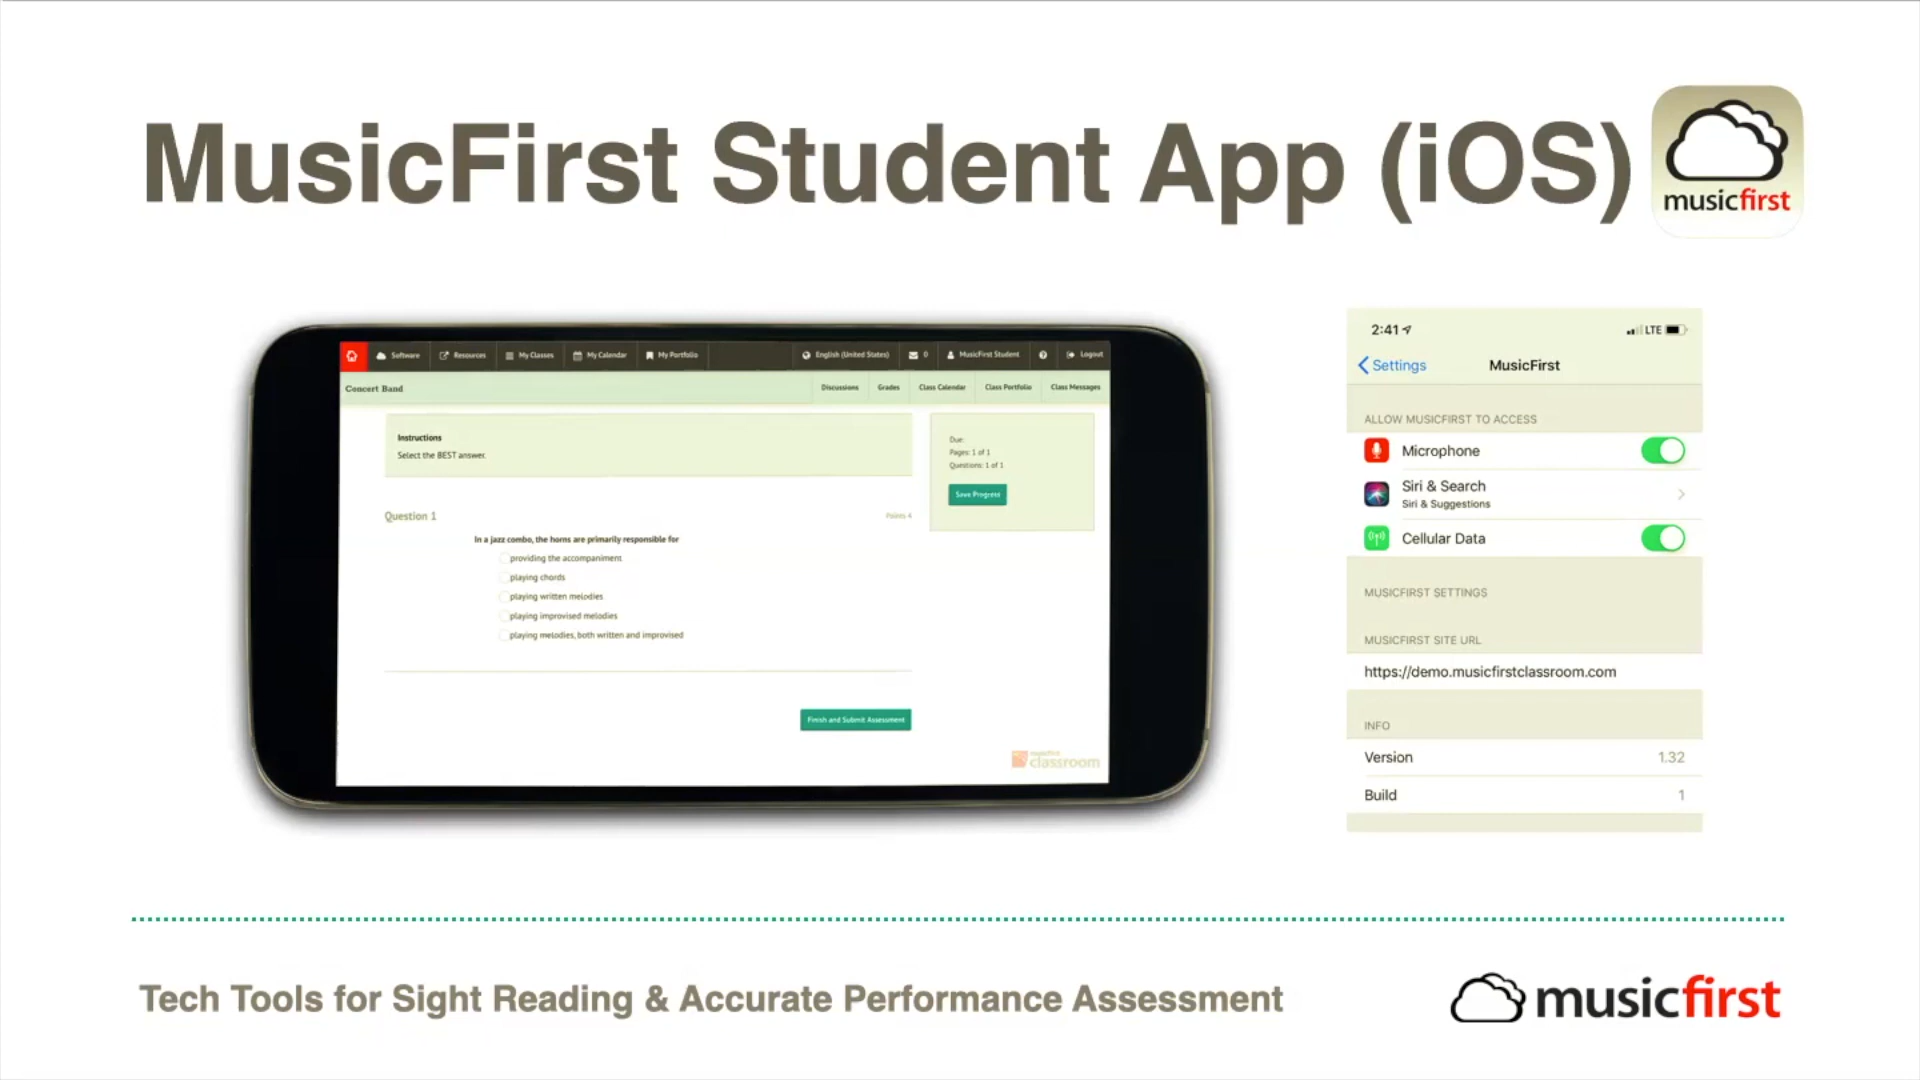 MusicFirst Student App (iOS)
musicfirst
Software
Resources
My Classes
My Calendar
My Portfolio
English (United States)
0
MusicFirst Student
Logout
Concert Band
Discussions
Grades
Class Calendar
Class Portfolio
Class Messages
Instructions
Select the BEST answer.
Due:
Pages: 1 of 1
Questions: 1 of 1
Save Progress
Question 1
Points 4
In a jazz combo, the horns are primarily responsible for
providing the accompaniment
playing chords
playing written melodies
playing improvised melodies
playing melodies, both written and improvised
Finish and Submit Assessment
musicfirst
classroom
2:41
LTE
Settings
MusicFirst
ALLOW MUSICFIRST TO ACCESS
Microphone
Siri & Search
Siri & Suggestions
Cellular Data
MUSICFIRST SETTINGS
MUSICFIRST SITE URL
https://demo.musicfirstclassroom.com
INFO
Version 1.32
Build 1
Tech Tools for Sight Reading & Accurate Performance Assessment
musicfirst